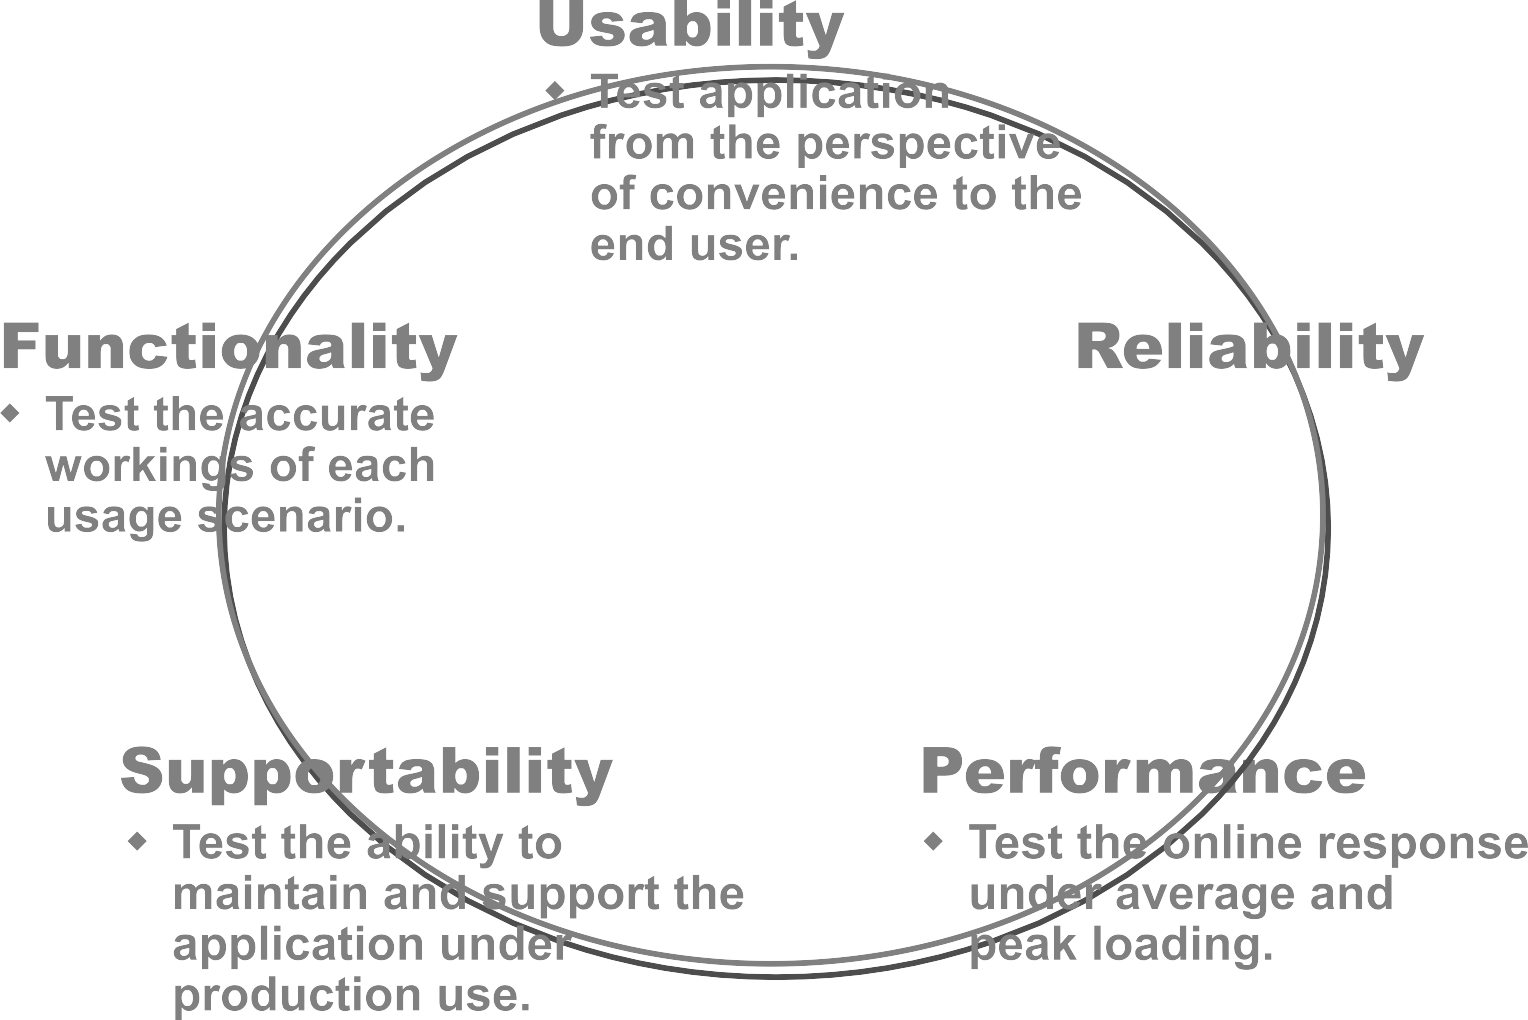 Usability
Test application
from the perspective
of convenience to the
end user.
Functionality
Test the accurate
workings of each
usage scenario.
Reliability
Supportability
Test the ability to
maintain and support the
application under
production use.
Performance
Test the online response
under average and
peak loading.